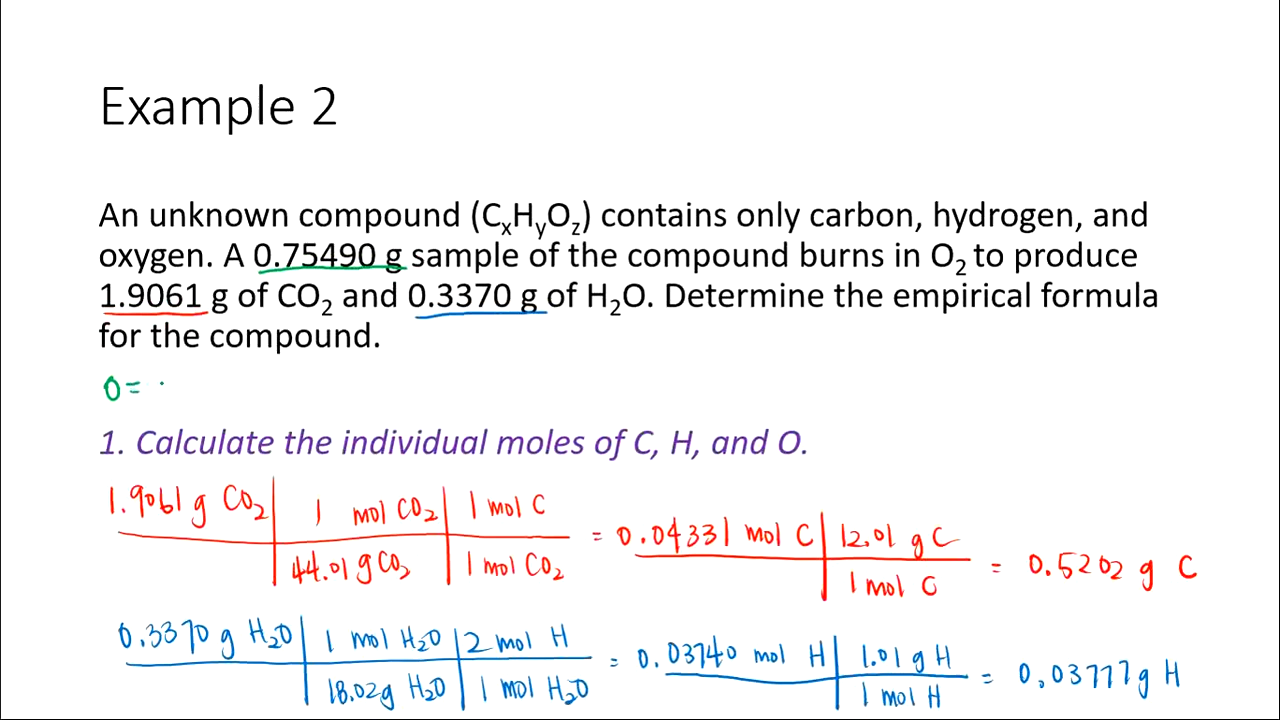 Example 2
An unknown compound (CₓHᵧO_z) contains only carbon, hydrogen, and
oxygen. A 0.75490 g sample of the compound burns in O₂ to produce
1.9061 g of CO₂ and 0.3370 g of H₂O. Determine the empirical formula
for the compound.
O=
1. Calculate the individual moles of C, H, and O.
1.9061 g CO₂ | 1 mol CO₂ | 1 mol C = 0.04331 mol C | 12.01 g C = 0.5202 g C
44.01 g CO₂ | 1 mol CO₂ | 1 mol C
0.3370 g H₂O | 1 mol H₂O | 2 mol H = 0.03740 mol H | 1.01 g H = 0.03777 g H
18.02 g H₂O | 1 mol H₂O | 1 mol H